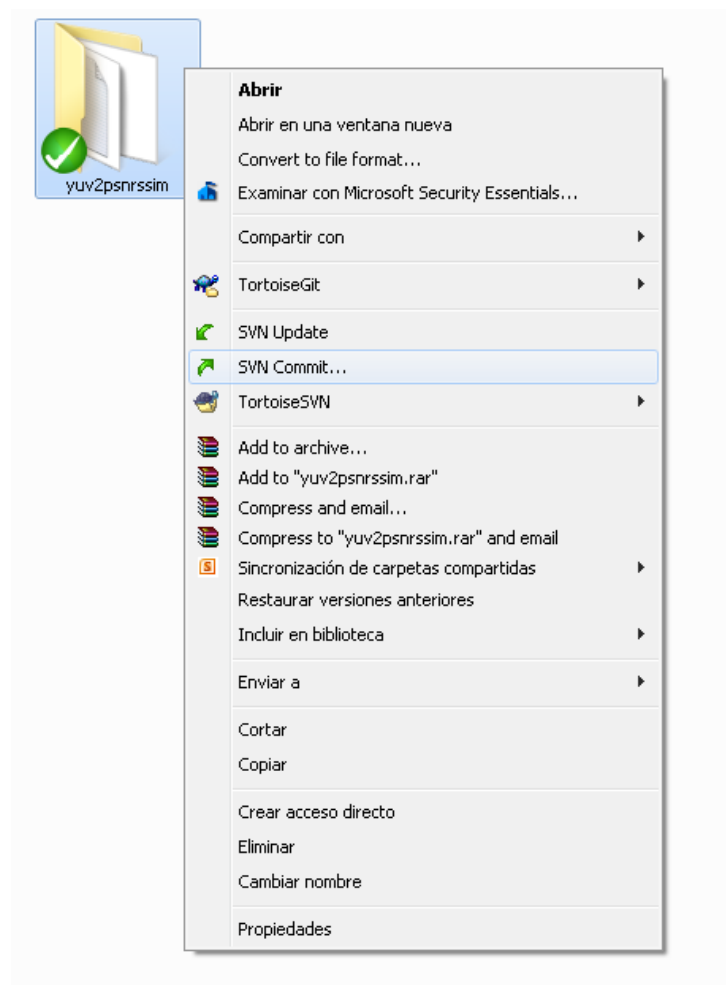 yuv2psnrssim
Abrir
Abrir en una ventana nueva
Convert to file format...
Examinar con Microsoft Security Essentials...
Compartir con
TortoiseGit
SVN Update
SVN Commit...
TortoiseSVN
Add to archive...
Add to "yuv2psnrssim.rar"
Compress and email...
Compress to "yuv2psnrssim.rar" and email
S
Sincronización de carpetas compartidas
Restaurar versiones anteriores
Incluir en biblioteca
Enviar a
Cortar
Copiar
Crear acceso directo
Eliminar
Cambiar nombre
Propiedades